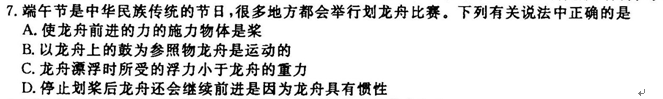 7. 端午节是中华民族传统的节日,很多地方都会举行划龙舟比赛。下列有关说法中正确的是
A. 使龙舟前进的力的施力物体是桨
B. 以龙舟上的鼓为参照物龙舟是运动的
C. 龙舟漂浮时所受的浮力小于龙舟的重力
D. 停止划桨后龙舟还会继续前进是因为龙舟具有惯性